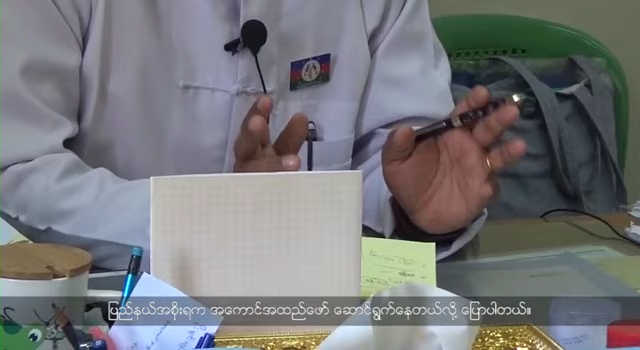 ပြည်နယ်အစိုးရက အကောင်အထည်ဖော် ဆောင်ရွက်နေတယ်လို့ ပြောပါတယ်။